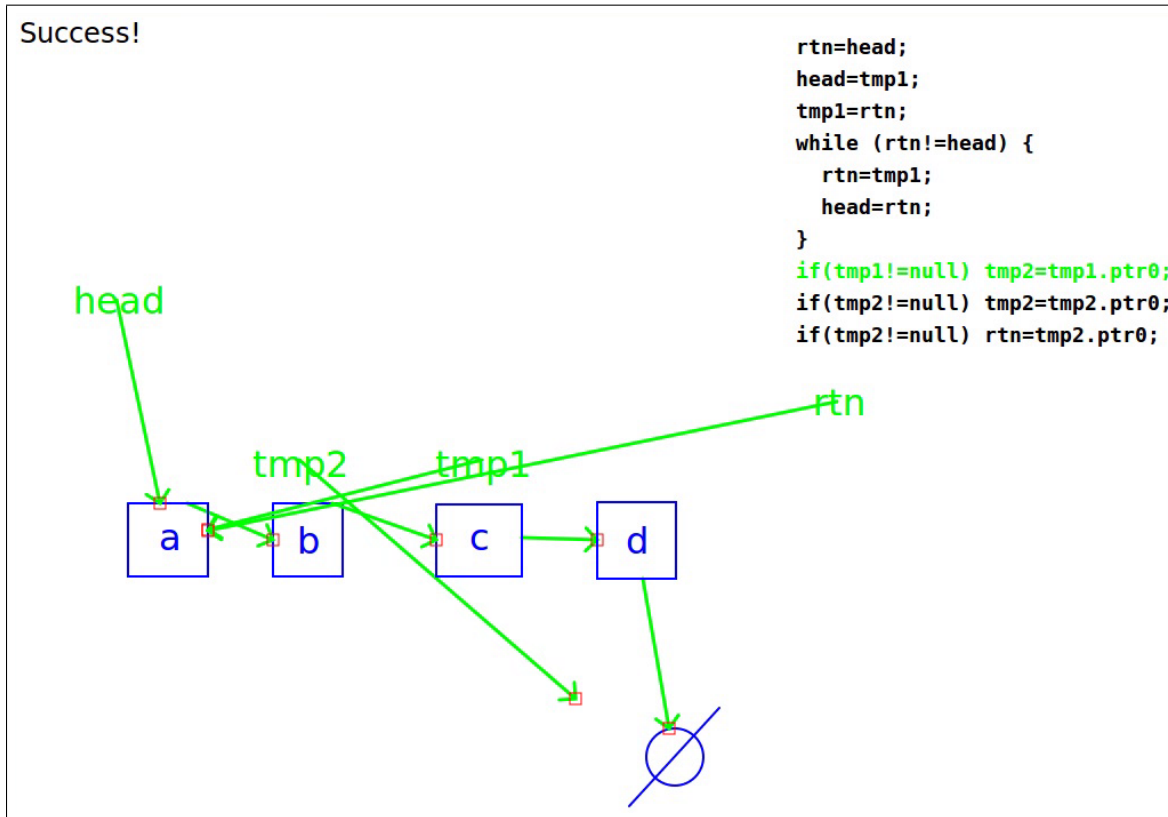 Success!
rtn=head;
head=tmp1;
tmp1=rtn;
while (rtn!=head) {
  rtn=tmp1;
  head=rtn;
}
if(tmp1!=null) tmp2=tmp1.ptr0;
if(tmp2!=null) tmp2=tmp2.ptr0;
if(tmp2!=null) rtn=tmp2.ptr0;
head
rtn
tmp2 tmp1
a b c d